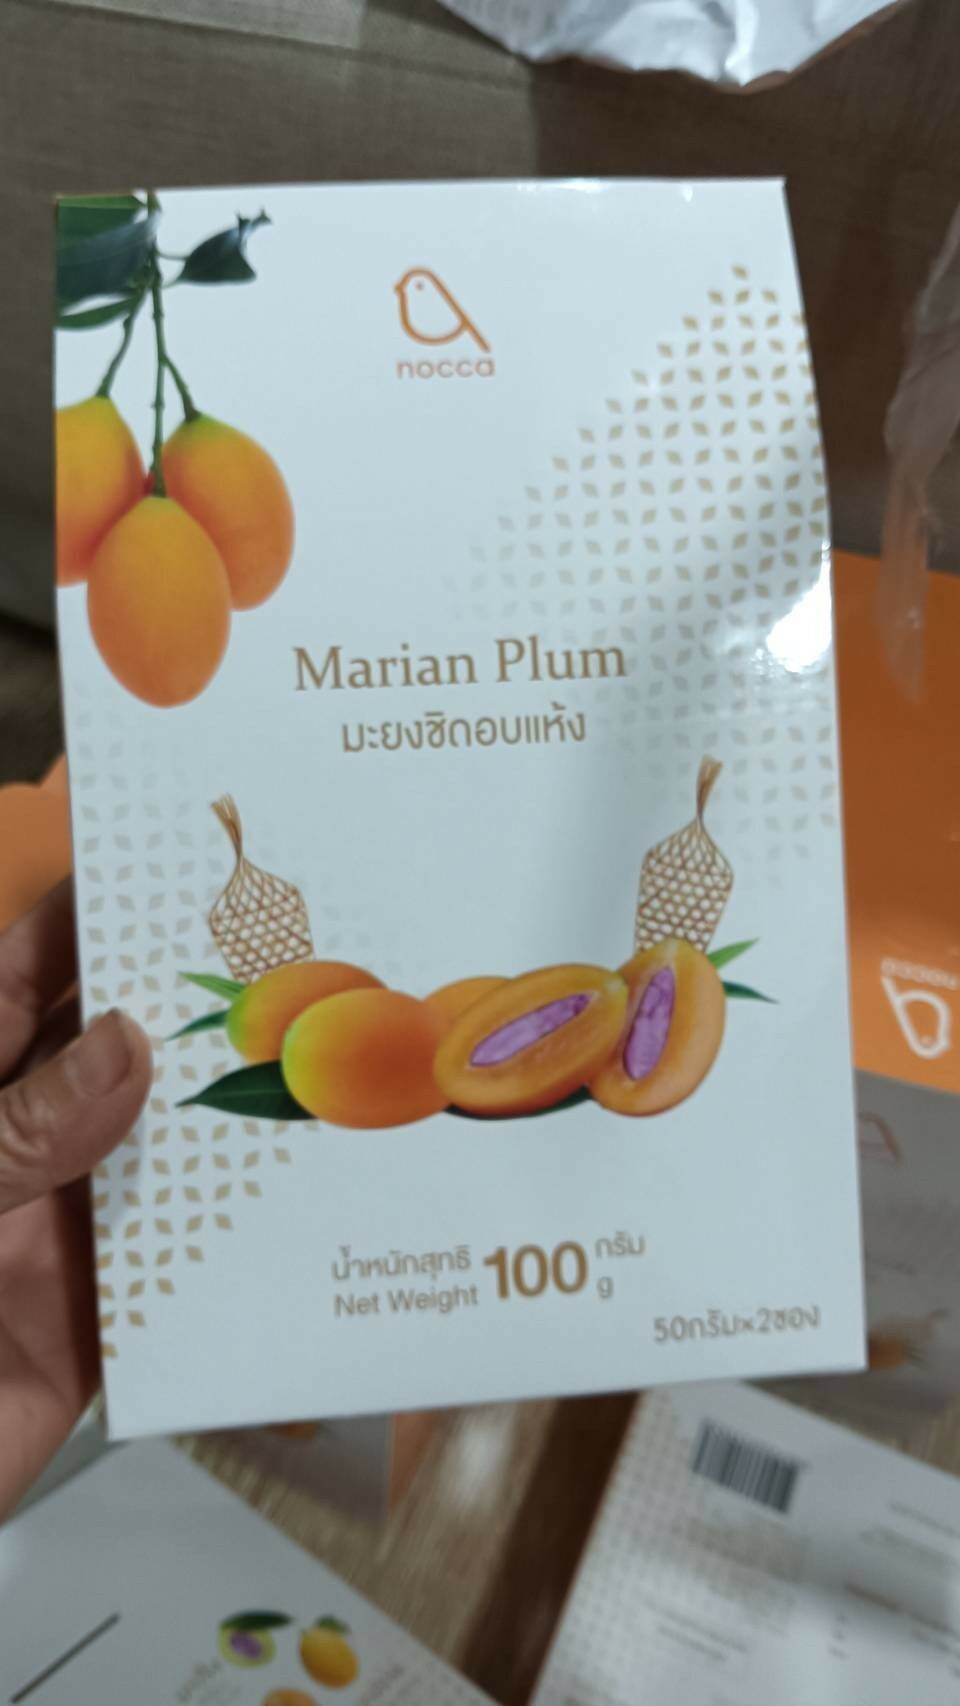 nocca
Marian Plum
มะยงชิดอบแห้ง
น้ำหนักสุทธิ 100 กรัม
Net Weight g
50กรัม×2ซอง
nocca